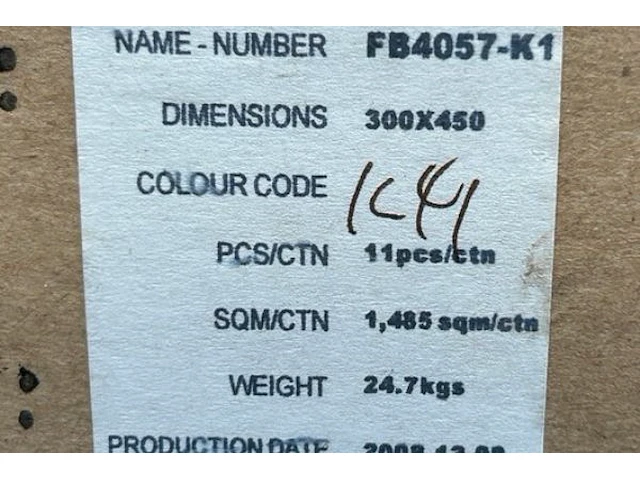 NAME - NUMBER FB4057-K1
DIMENSIONS 300X450
COLOUR CODE
PCS/CTN 11pcs/ctn
SQM/CTN 1,485 sqm/ctn
WEIGHT 24.7kgs
PRODUCTION DATE